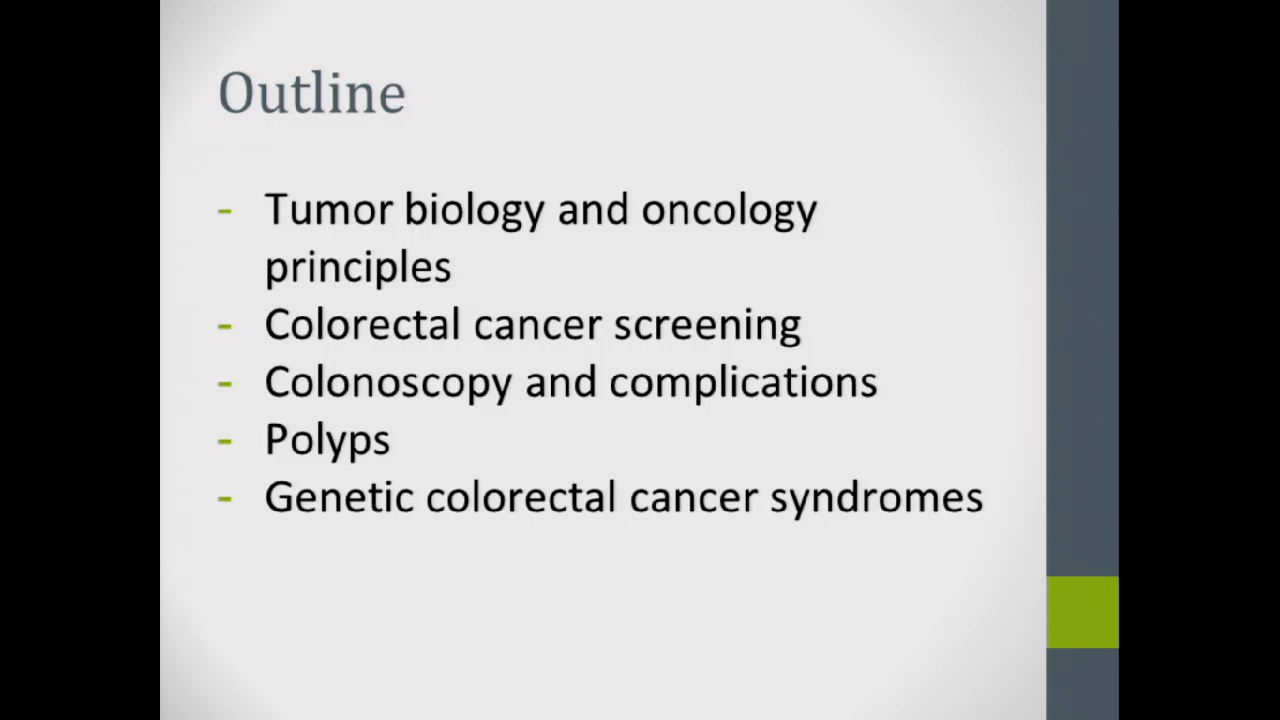 Outline
- Tumor biology and oncology
principles
- Colorectal cancer screening
- Colonoscopy and complications
- Polyps
- Genetic colorectal cancer syndromes